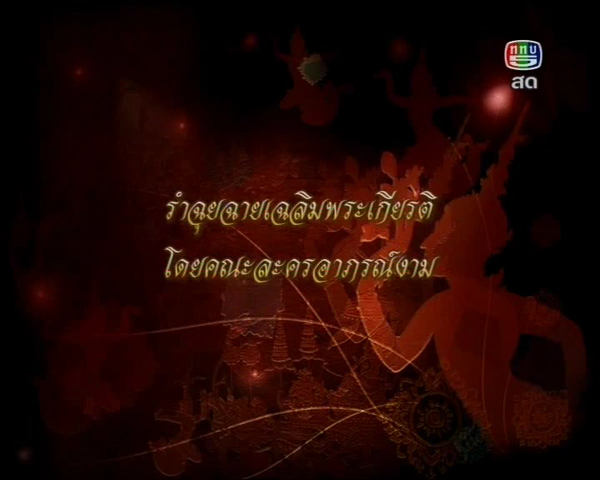 ททบ
5
สด
รำฉุยฉายเฉลิมพระเกียรติ
โดยคณะละครอาภรณ์งาม